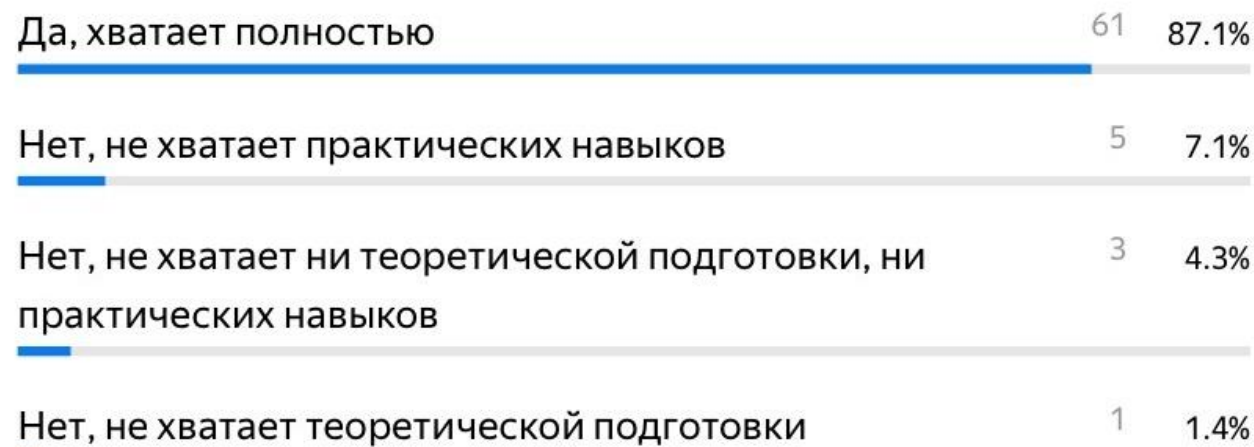 Да, хватает полностью 61 87.1%
Нет, не хватает практических навыков 5 7.1%
Нет, не хватает ни теоретической подготовки, ни 3 4.3%
практических навыков
Нет, не хватает теоретической подготовки 1 1.4%